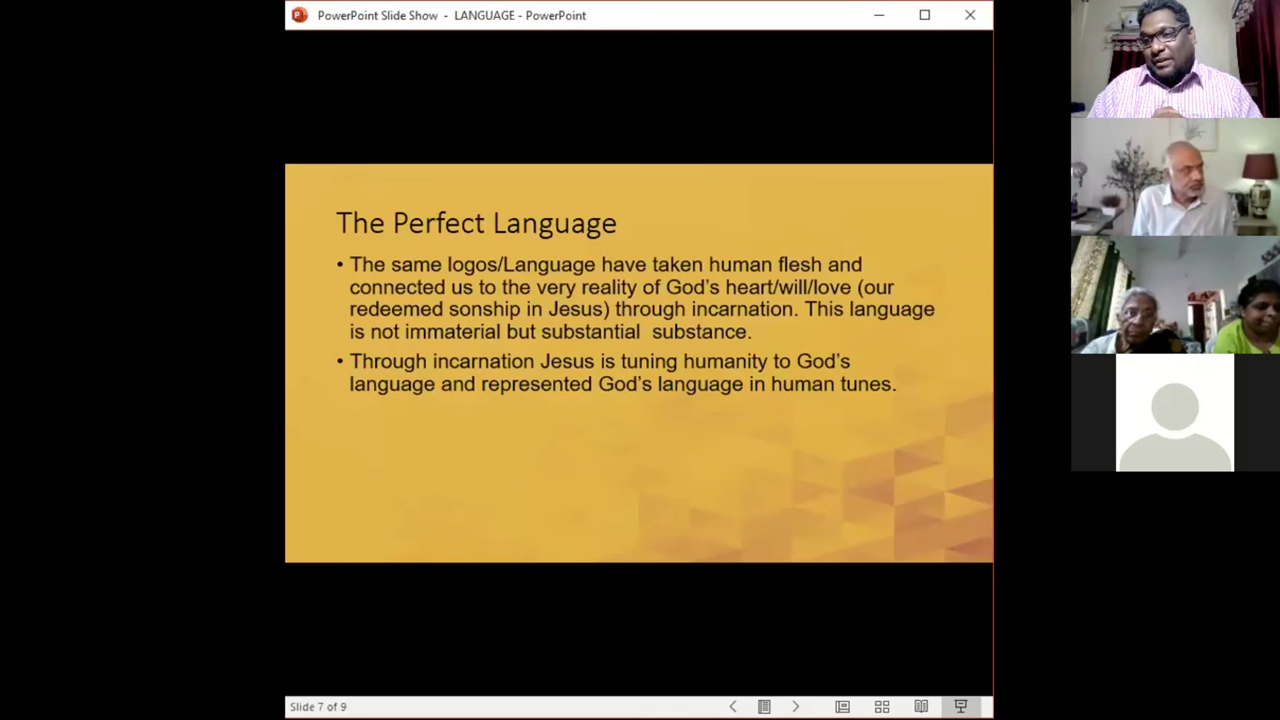 PowerPoint Slide Show - LANGUAGE - PowerPoint
The Perfect Language
• The same logos/Language have taken human flesh and
connected us to the very reality of God's heart/will/love (our
redeemed sonship in Jesus) through incarnation. This language
is not immaterial but substantial substance.
• Through incarnation Jesus is tuning humanity to God's
language and represented God's language in human tunes.
Slide 7 of 9